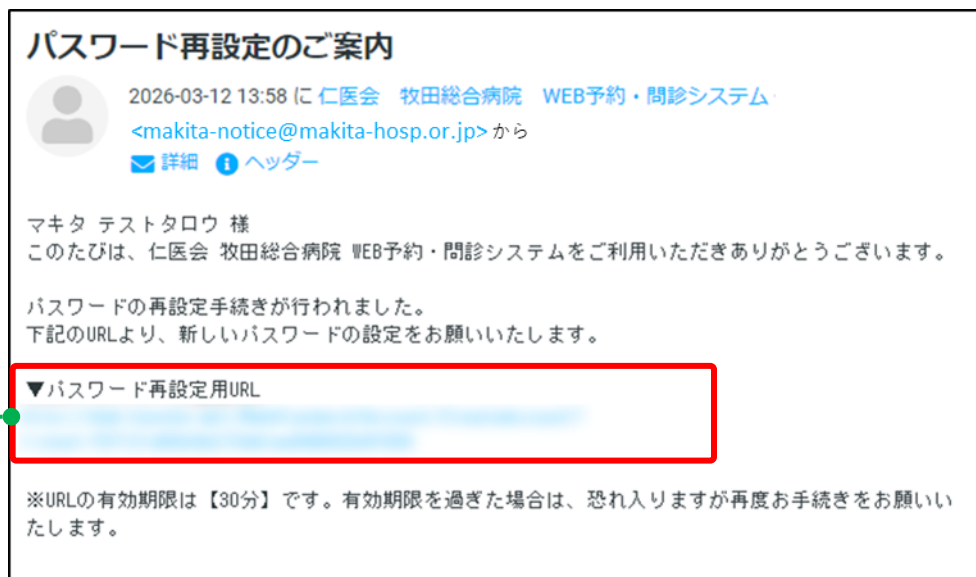 パスワード再設定のご案内
2026-03-12 13:58 に 仁医会　牧田総合病院　WEB予約・問診システム
<makita-notice@makita-hosp.or.jp> から
詳細 ヘッダー
マキタ テストタロウ 様
このたびは、仁医会 牧田総合病院 WEB予約・問診システムをご利用いただきありがとうございます。
パスワードの再設定手続きが行われました。
下記のURLより、新しいパスワードの設定をお願いいたします。
▼パスワード再設定用URL
※URLの有効期限は【30分】です。有効期限を過ぎた場合は、恐れ入りますが再度お手続きをお願いい
たします。